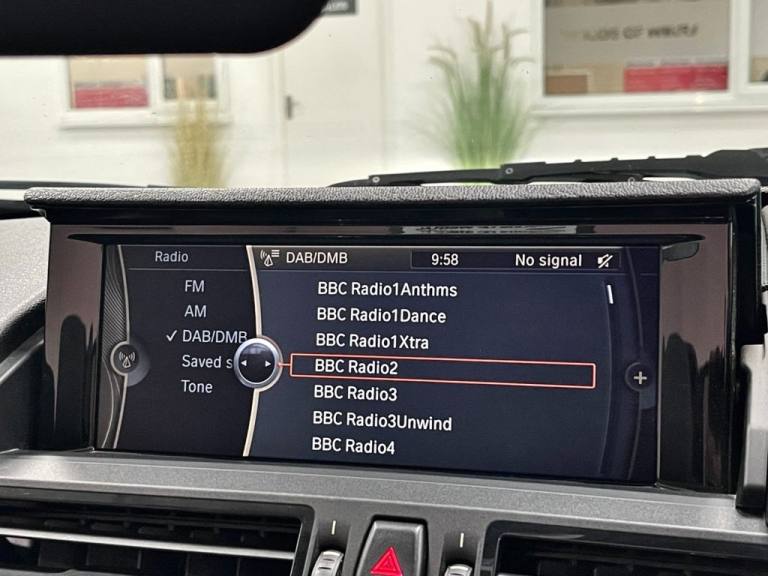 Radio
DAB/DMB
9:58
No signal
FM
AM
✓ DAB/DMB
Saved s
Tone
BBC Radio1Anthms
BBC Radio1Dance
BBC Radio1Xtra
BBC Radio2
BBC Radio3
BBC Radio3Unwind
BBC Radio4